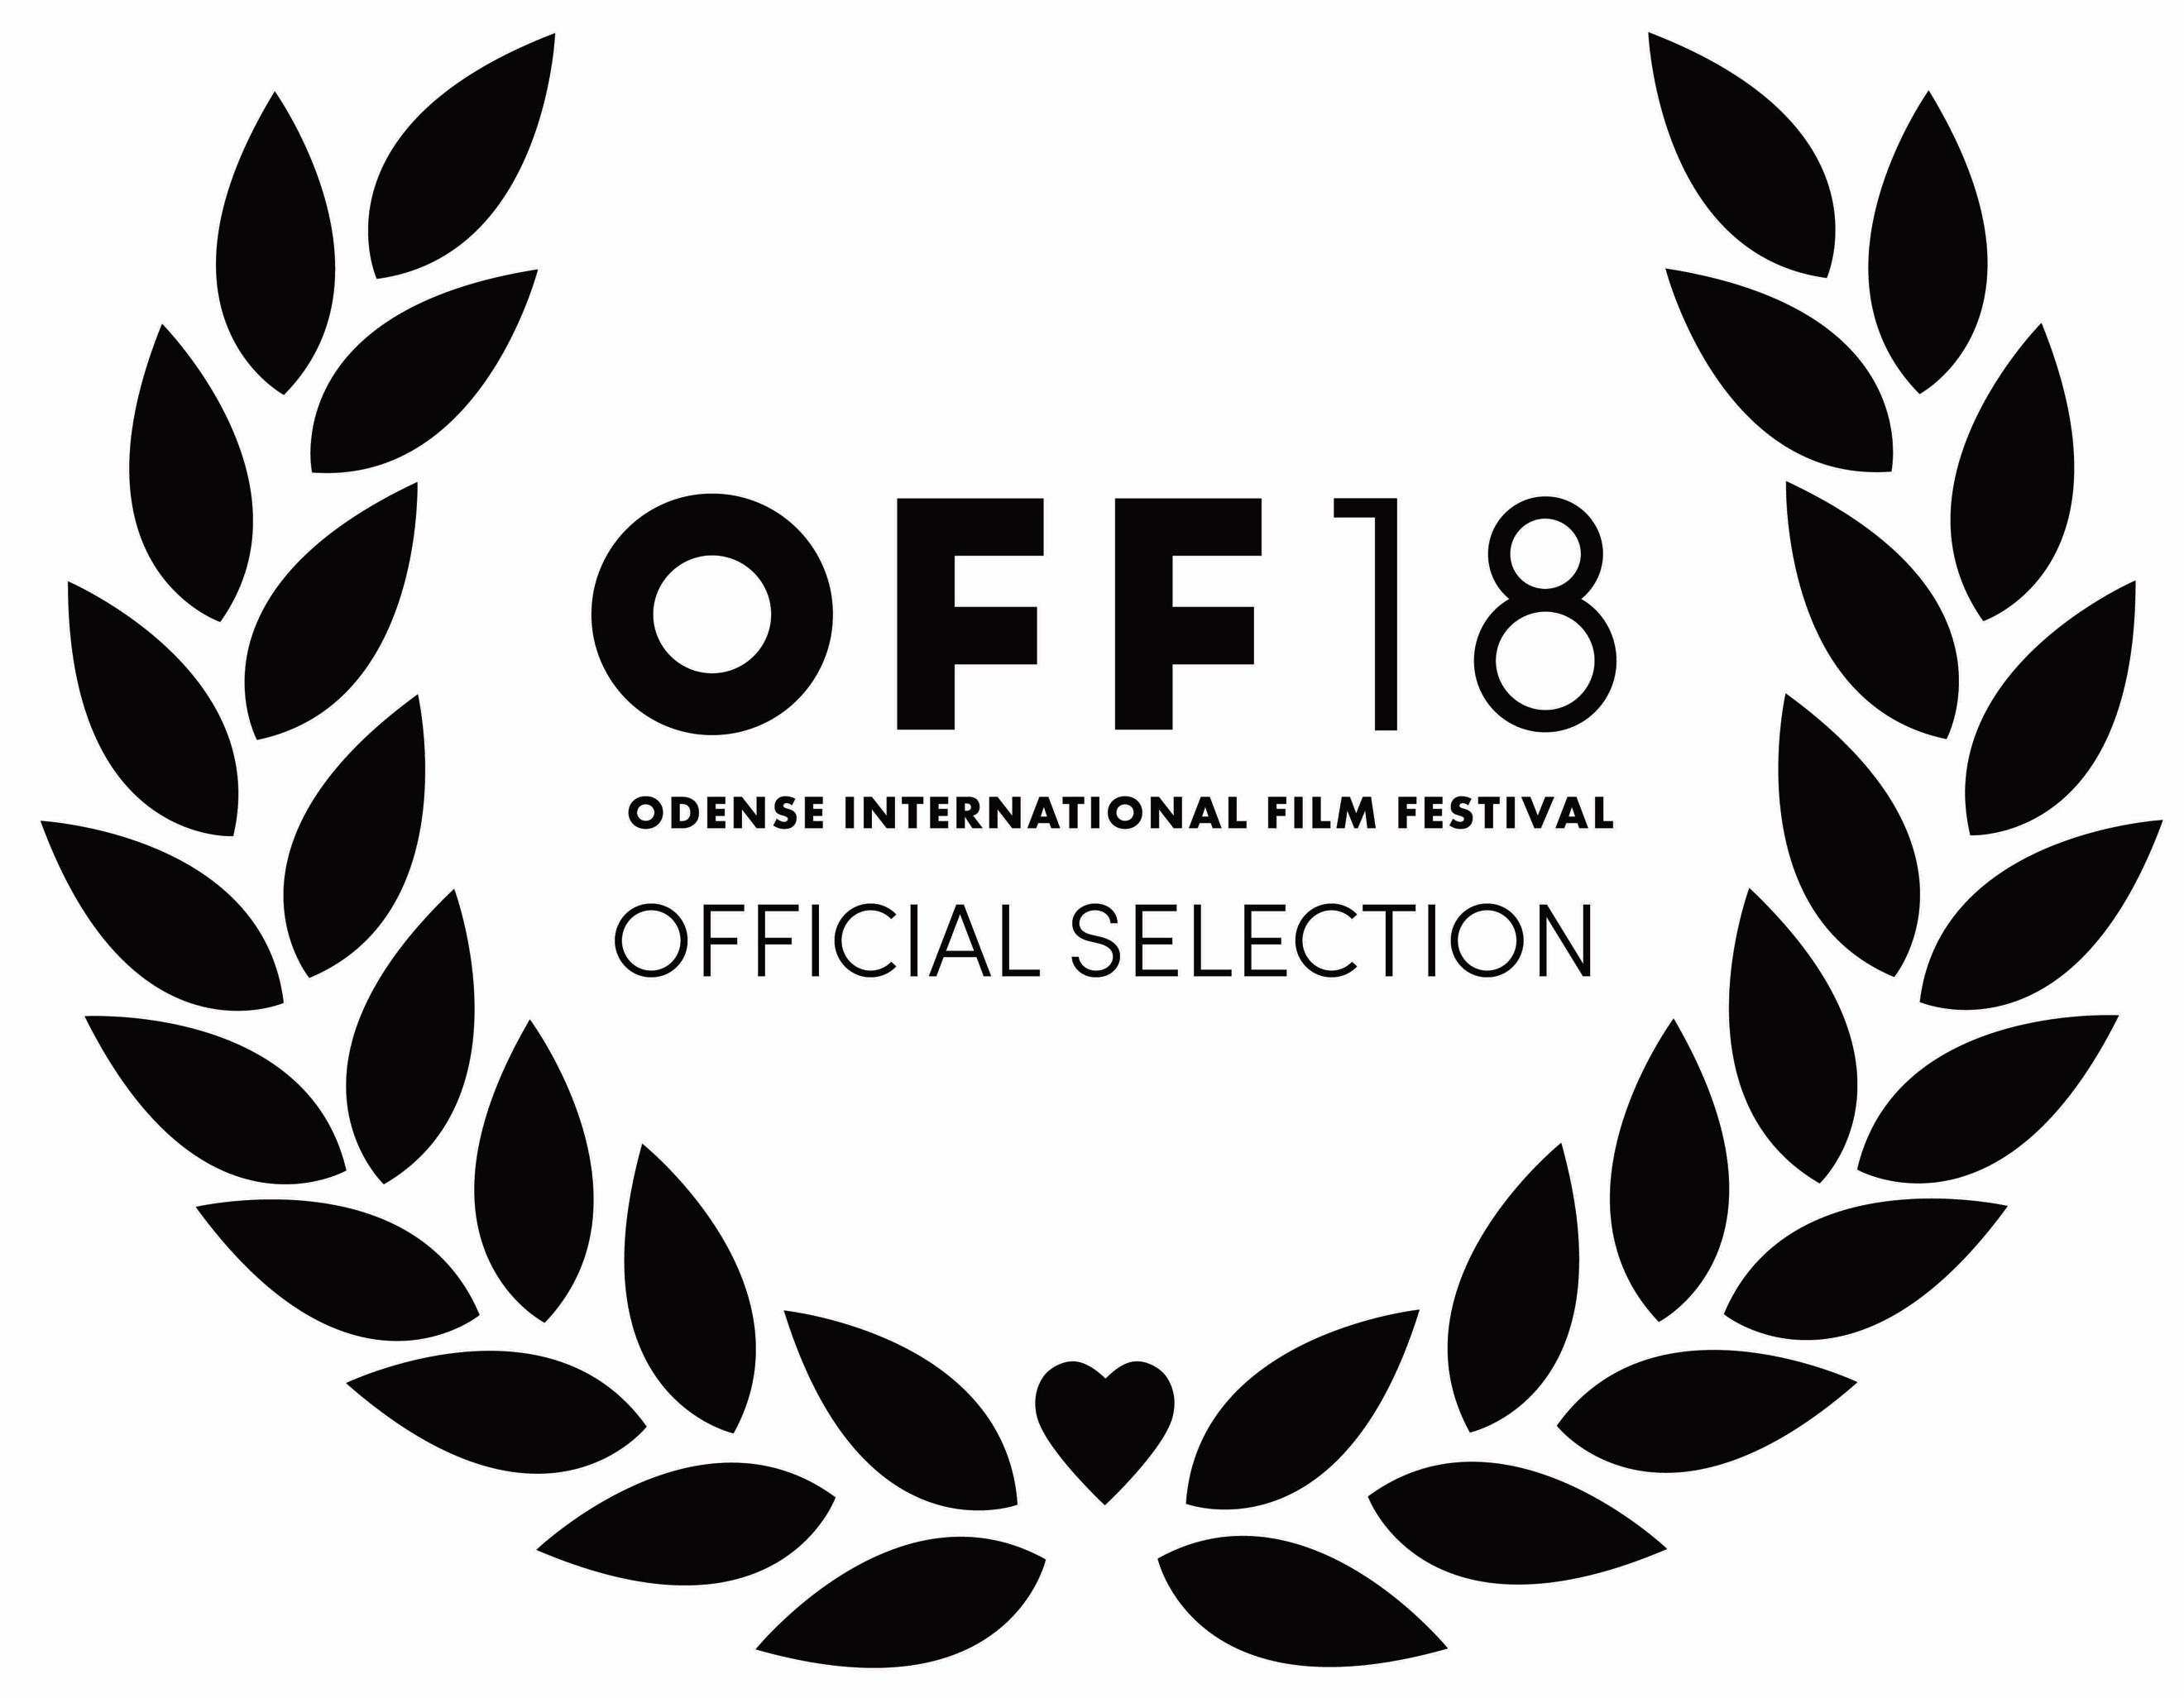 OFF18
ODENSE INTERNATIONAL FILM FESTIVAL
OFFICIAL SELECTION